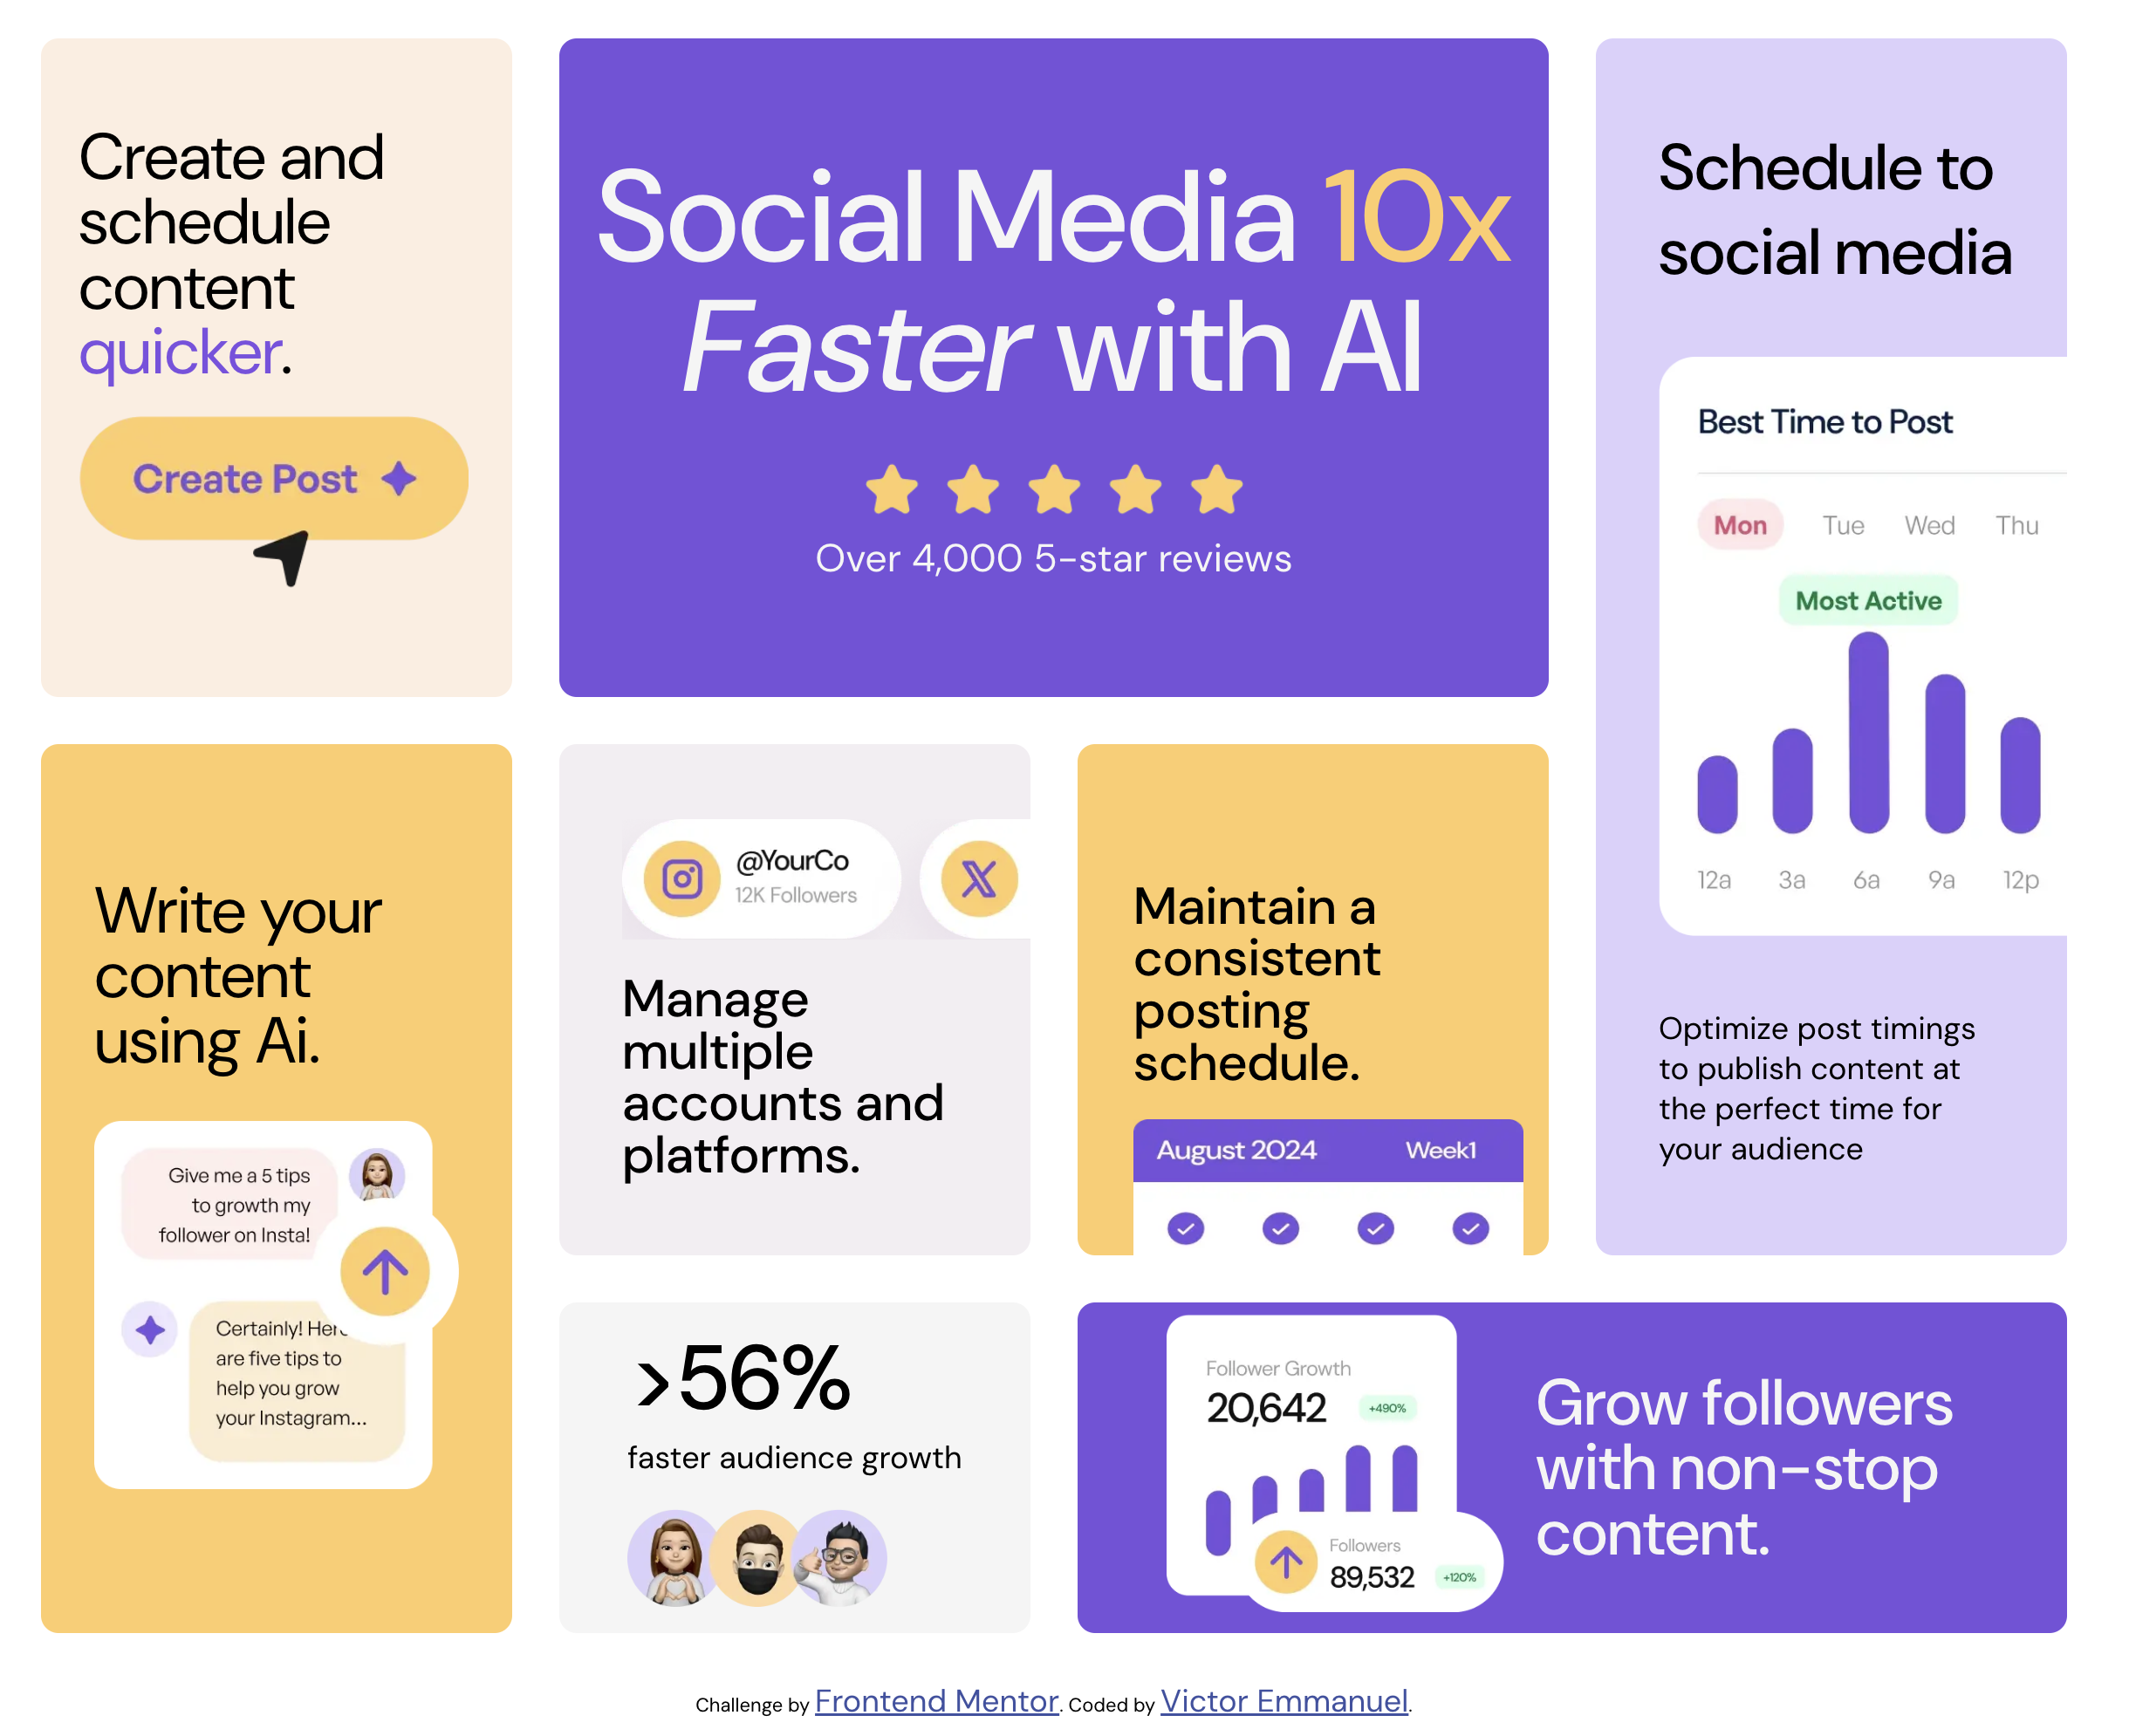 Create and
schedule
content
quicker.
Create Post
Social Media 10x
Faster with AI
Over 4,000 5-star reviews
Schedule to
social media
Best Time to Post
Mon Tue Wed Thu
Most Active
12a 3a 6a 9a 12p
Optimize post timings
to publish content at
the perfect time for
your audience
Write your
content
using Ai.
Give me a 5 tips
to growth my
follower on Insta!
Certainly! Here
are five tips to
help you grow
your Instagram...
@YourCo
12K Followers
Manage
multiple
accounts and
platforms.
Maintain a
consistent
posting
schedule.
August 2024 Week1
>56%
faster audience growth
Follower Growth
20,642 +490%
Followers
89,532 +120%
Grow followers
with non-stop
content.
Challenge by Frontend Mentor. Coded by Victor Emmanuel.